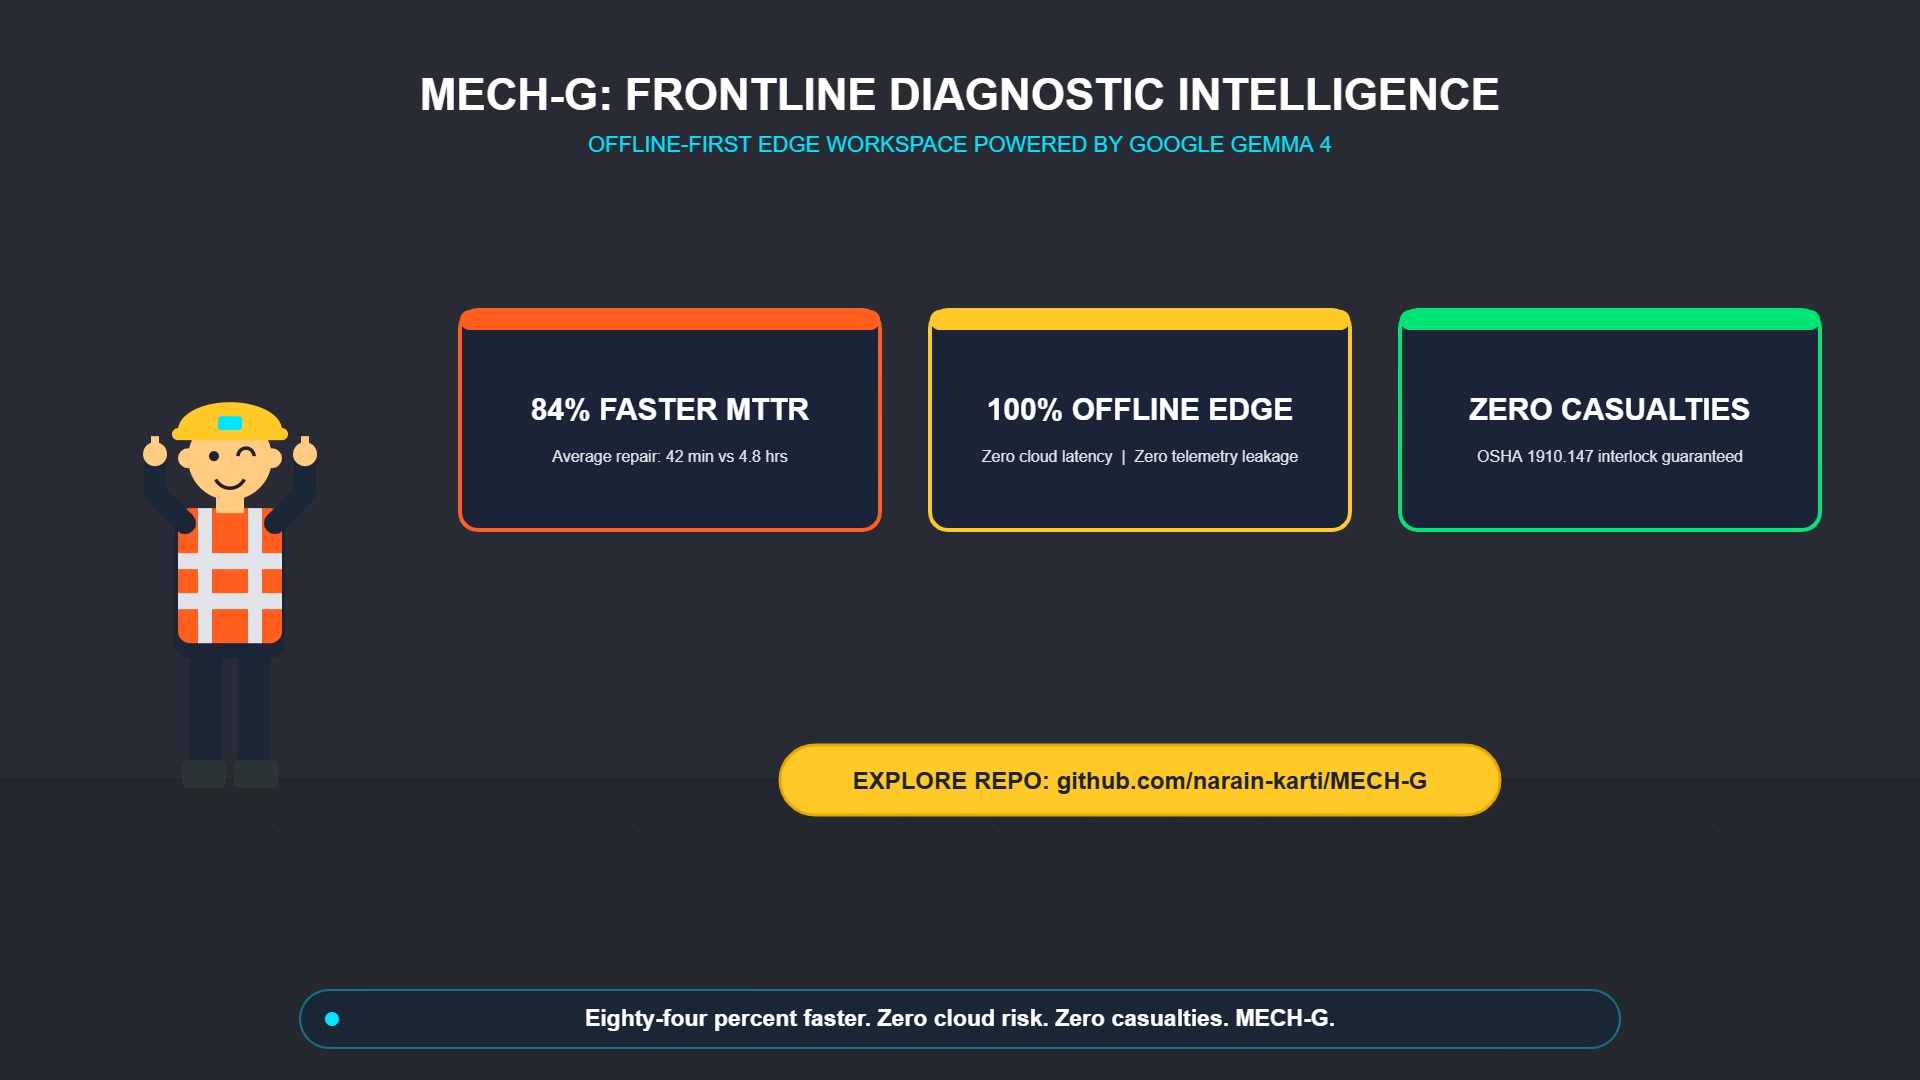 MECH-G: FRONTLINE DIAGNOSTIC INTELLIGENCE
OFFLINE-FIRST EDGE WORKSPACE POWERED BY GOOGLE GEMMA 4
84% FASTER MTTR
Average repair: 42 min vs 4.8 hrs
100% OFFLINE EDGE
Zero cloud latency | Zero telemetry leakage
ZERO CASUALTIES
OSHA 1910.147 interlock guaranteed
EXPLORE REPO: github.com/narain-karti/MECH-G
Eighty-four percent faster. Zero cloud risk. Zero casualties. MECH-G.